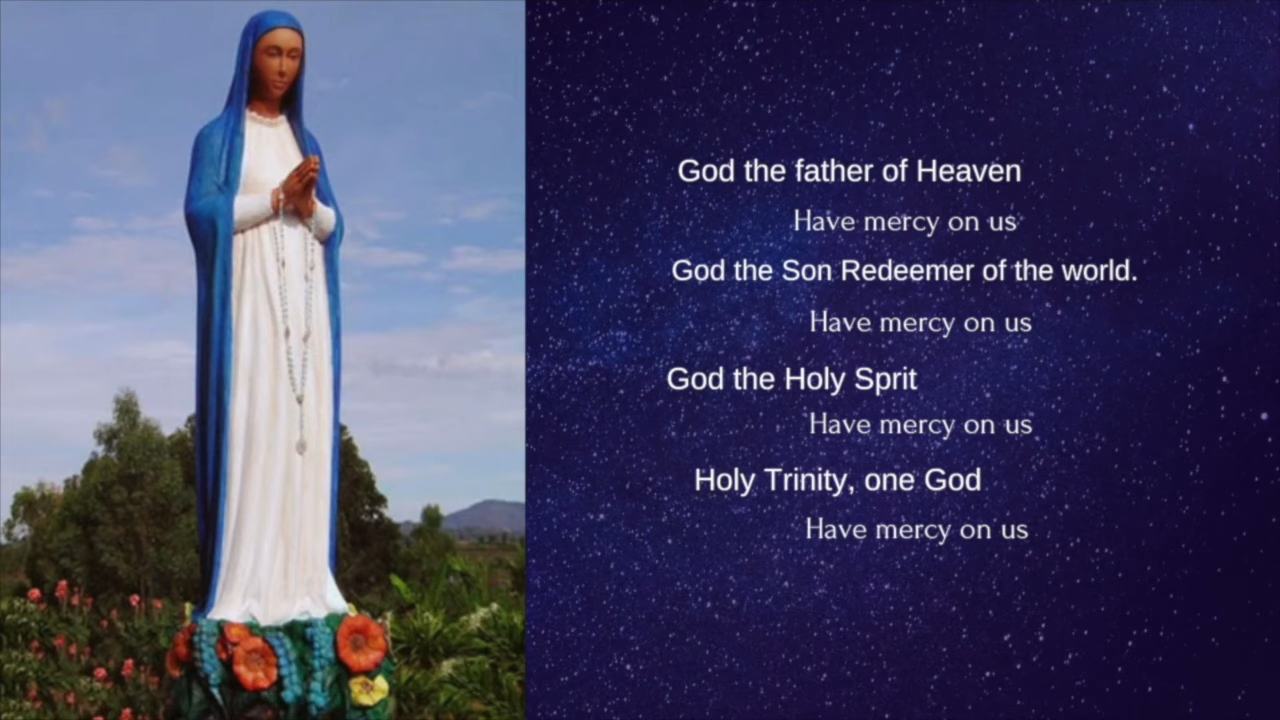 God the father of Heaven
Have mercy on us
God the Son Redeemer of the world.
Have mercy on us
God the Holy Sprit
Have mercy on us
Holy Trinity, one God
Have mercy on us